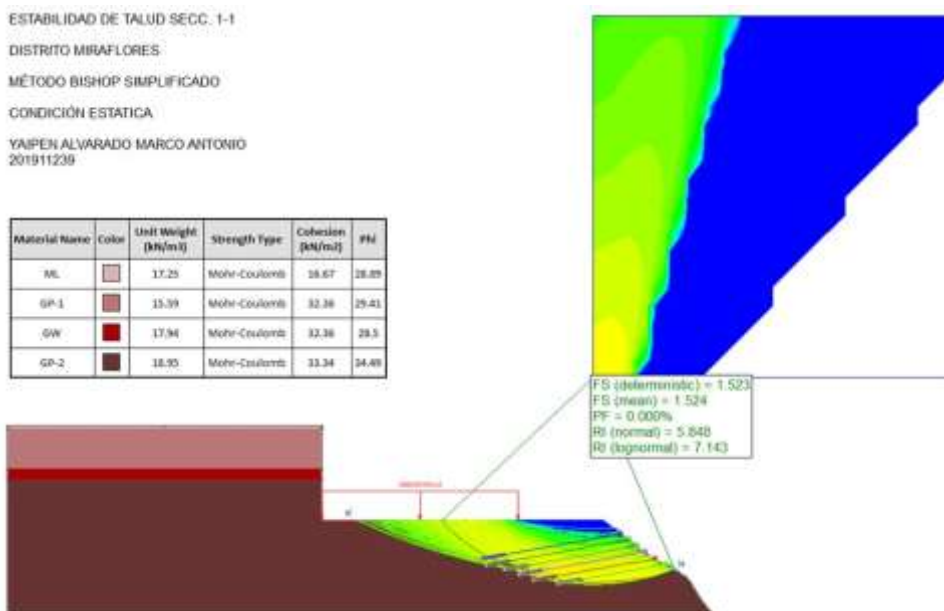 ESTABILIDAD DE TALUD SECC. 1-1
DISTRITO MIRAFLORES
MÉTODO BISHOP SIMPLIFICADO
CONDICIÓN ESTATICA
YAIPEN ALVARADO MARCO ANTONIO
201911239
Material Name Color Unit Weight (kN/m3) Strength Type Cohesion (kN/m2) Phi
ML 17.25 Mohr-Coulomb 16.67 28.89
GP-1 15.59 Mohr-Coulomb 32.36 29.41
GW 17.94 Mohr-Coulomb 32.36 28.5
GP-2 18.95 Mohr-Coulomb 33.34 34.49
FS (deterministic) = 1.523
FS (mean) = 1.524
PF = 0.000%
RI (normal) = 5.848
RI (lognormal) = 7.143